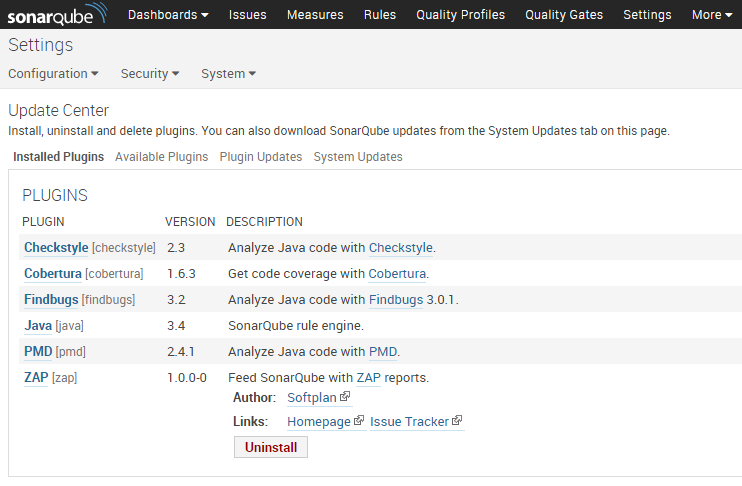 sonarqube Dashboards Issues Measures Rules Quality Profiles Quality Gates Settings More
Settings
Configuration Security System
Update Center
Install, uninstall and delete plugins. You can also download SonarQube updates from the System Updates tab on this page.
Installed Plugins Available Plugins Plugin Updates System Updates
PLUGINS
PLUGIN VERSION DESCRIPTION
Checkstyle [checkstyle] 2.3 Analyze Java code with Checkstyle.
Cobertura [cobertura] 1.6.3 Get code coverage with Cobertura.
Findbugs [findbugs] 3.2 Analyze Java code with Findbugs 3.0.1.
Java [java] 3.4 SonarQube rule engine.
PMD [pmd] 2.4.1 Analyze Java code with PMD.
ZAP [zap] 1.0.0-0 Feed SonarQube with ZAP reports.
Author: Softplan
Links: Homepage Issue Tracker
Uninstall